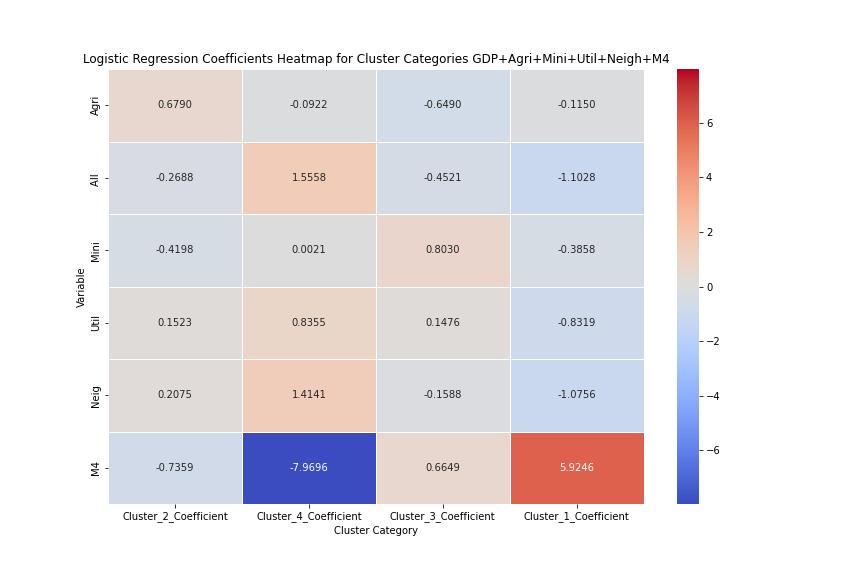 Logistic Regression Coefficients Heatmap for Cluster Categories GDP+Agri+Mini+Util+Neigh+M4
Variable
Agri 0.6790 -0.0922 -0.6490 -0.1150
All -0.2688 1.5558 -0.4521 -1.1028
Mini -0.4198 0.0021 0.8030 -0.3858
Util 0.1523 0.8355 0.1476 -0.8319
Neig 0.2075 1.4141 -0.1588 -1.0756
M4 -0.7359 -7.9696 0.6649 5.9246
Cluster_2_Coefficient Cluster_4_Coefficient Cluster_3_Coefficient Cluster_1_Coefficient
Cluster Category
6
4
2
0
−2
−4
−6